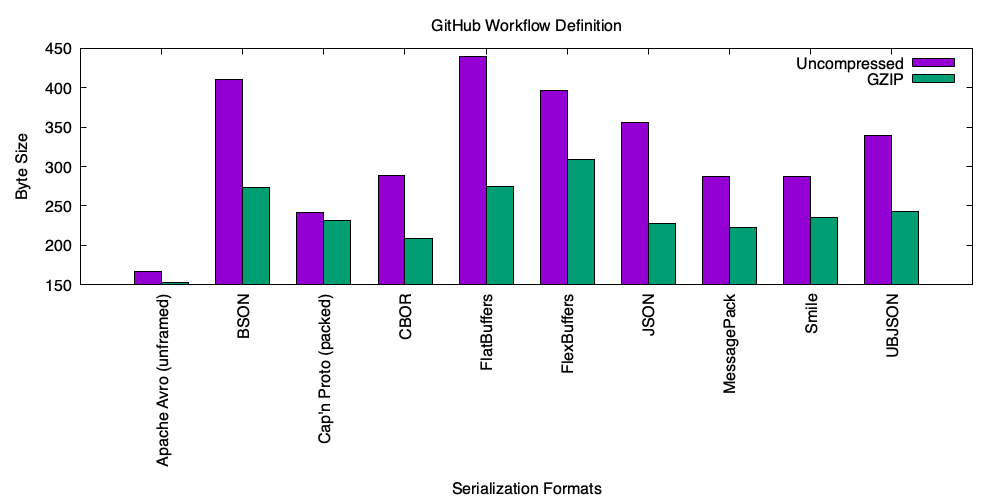 GitHub Workflow Definition
450
400
350
300
250
200
150
Byte Size
Uncompressed
GZIP
Apache Avro (unframed)
BSON
Cap'n Proto (packed)
CBOR
FlatBuffers
FlexBuffers
JSON
MessagePack
Smile
UBJSON
Serialization Formats